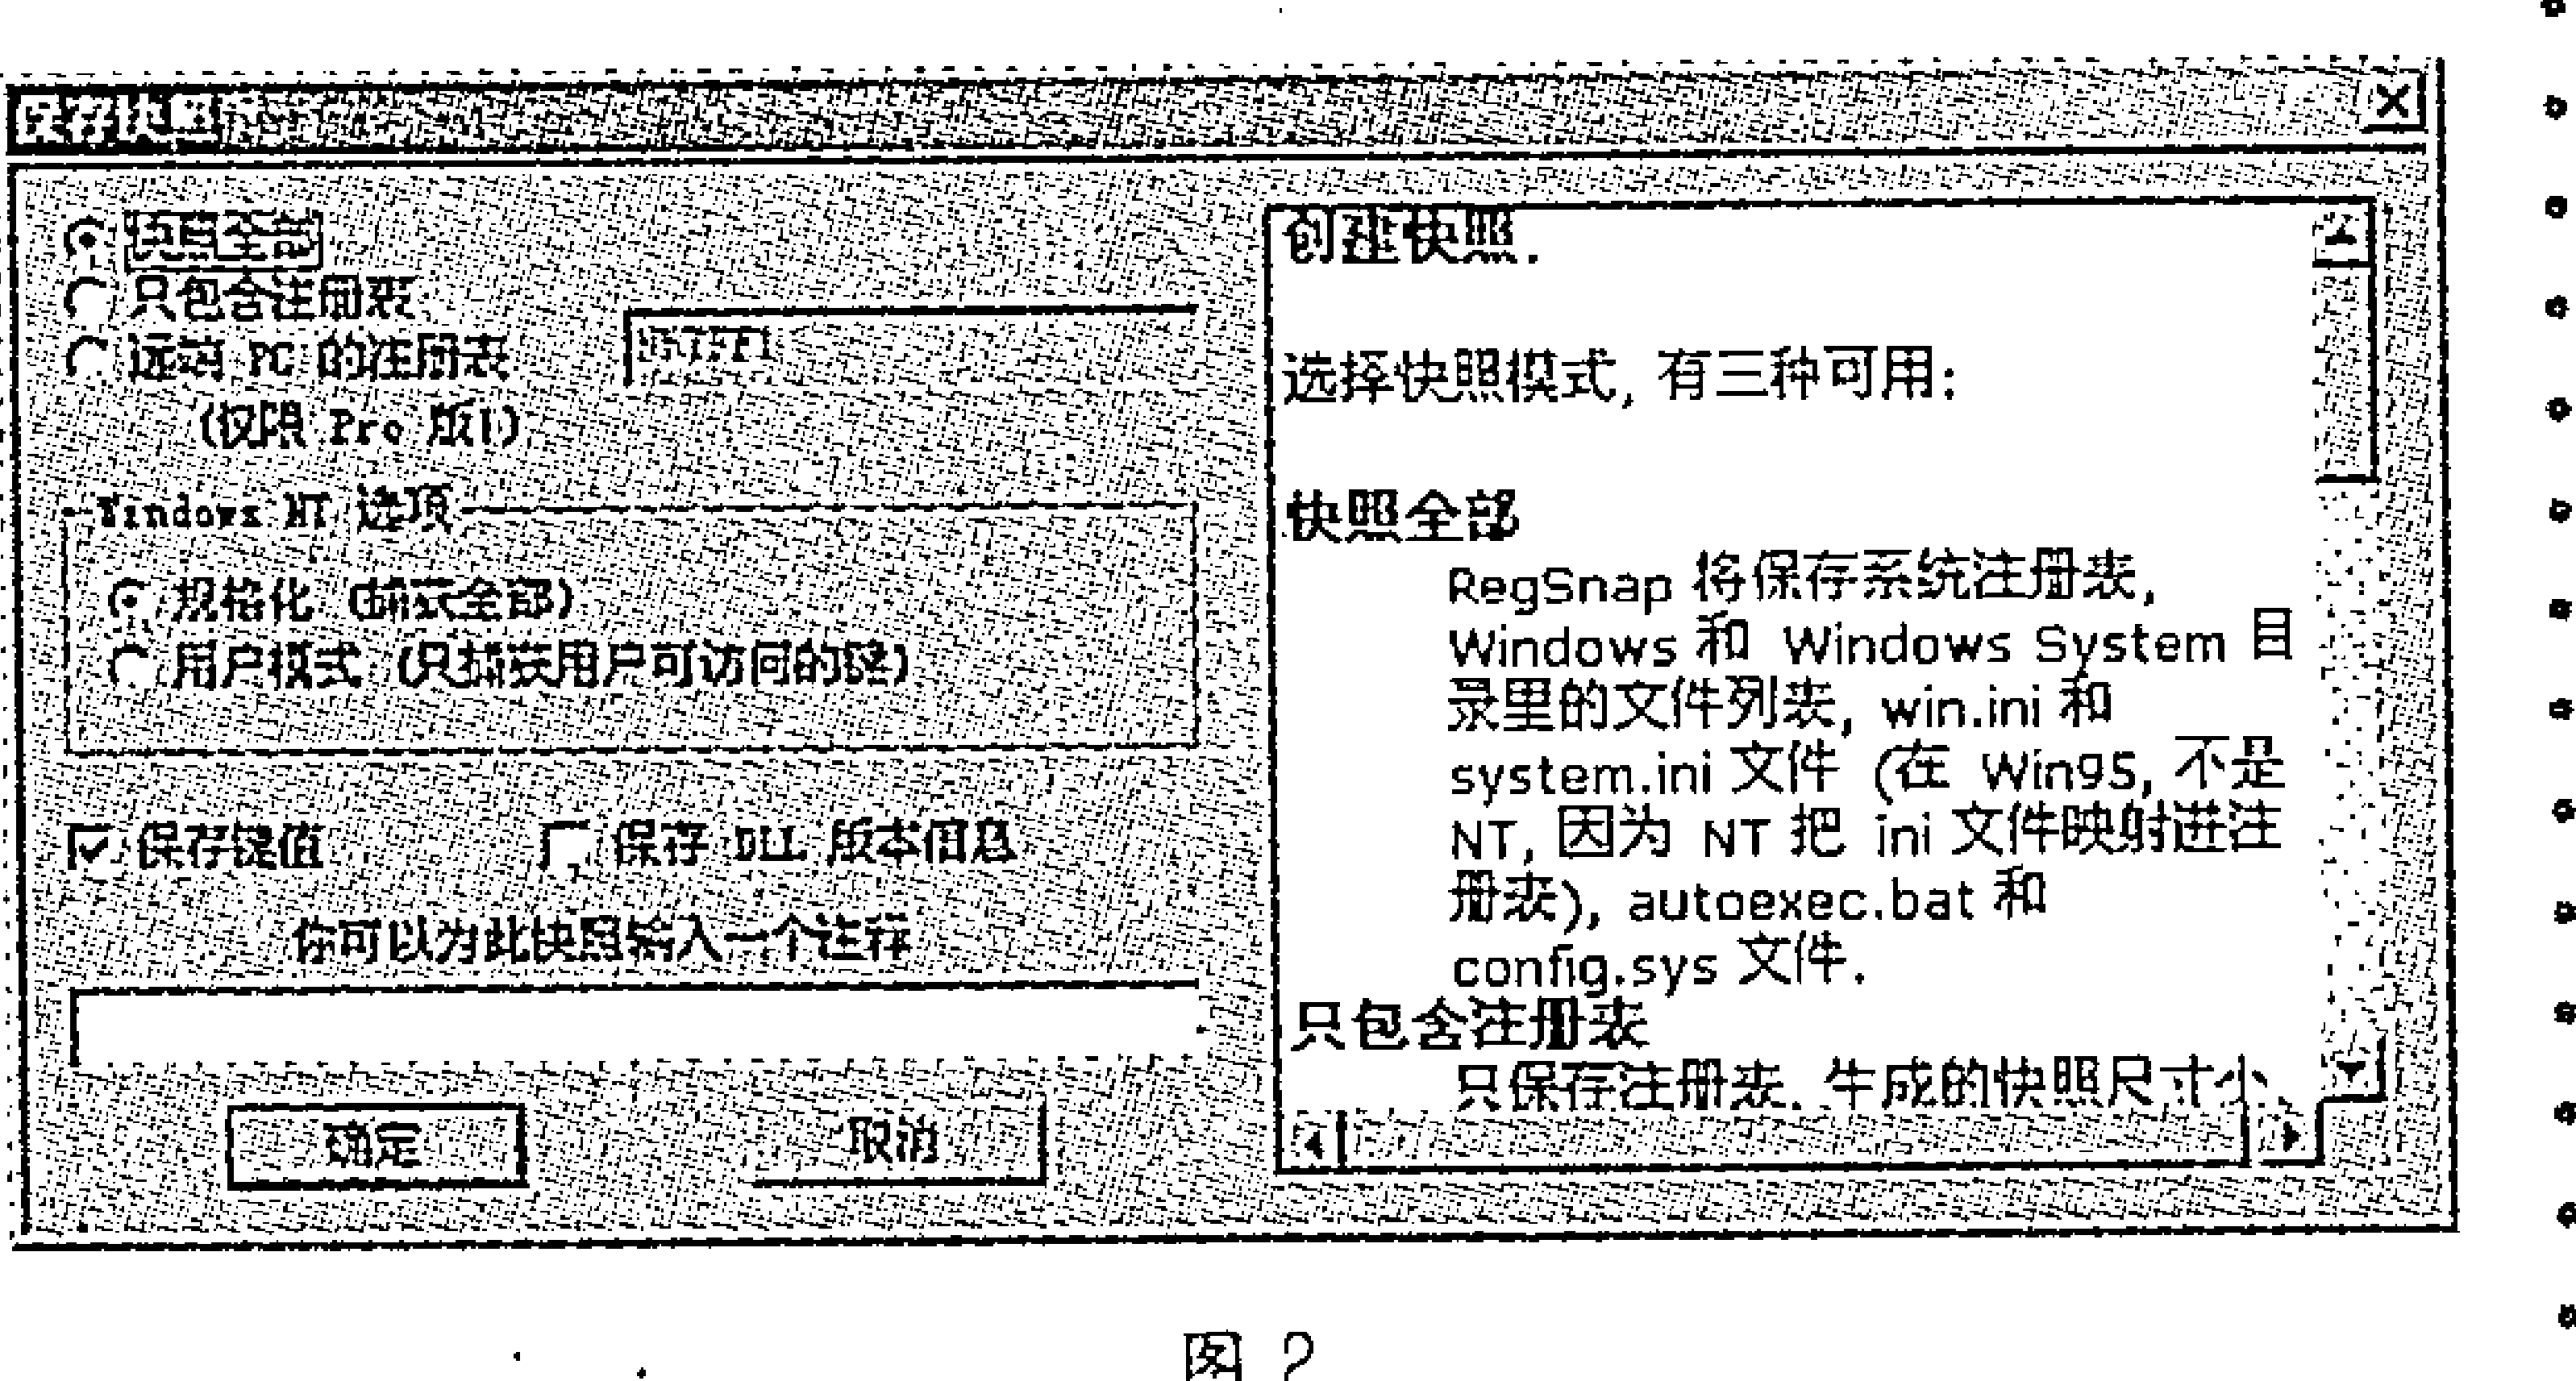 保存快照
快照全部
只包含注册表
远端 PC 的注册表
(仅限 Pro 版!)
Windows NT 选项
规格化 (捕获全部)
用户模式 (只捕获用户可访问的键)
保存键值
保存 DLL 版本信息
你可以为此快照输入一个注释
确定
取消
创建快照.
选择快照模式, 有三种可用:
快照全部
RegSnap 将保存系统注册表,
Windows 和 Windows System 目
录里的文件列表, win.ini 和
system.ini 文件 (在 Win95, 不是
NT, 因为 NT 把 ini 文件映射进注
册表), autoexec.bat 和
config.sys 文件.
只包含注册表
只保存注册表. 生成的快照尺寸小、
图 2